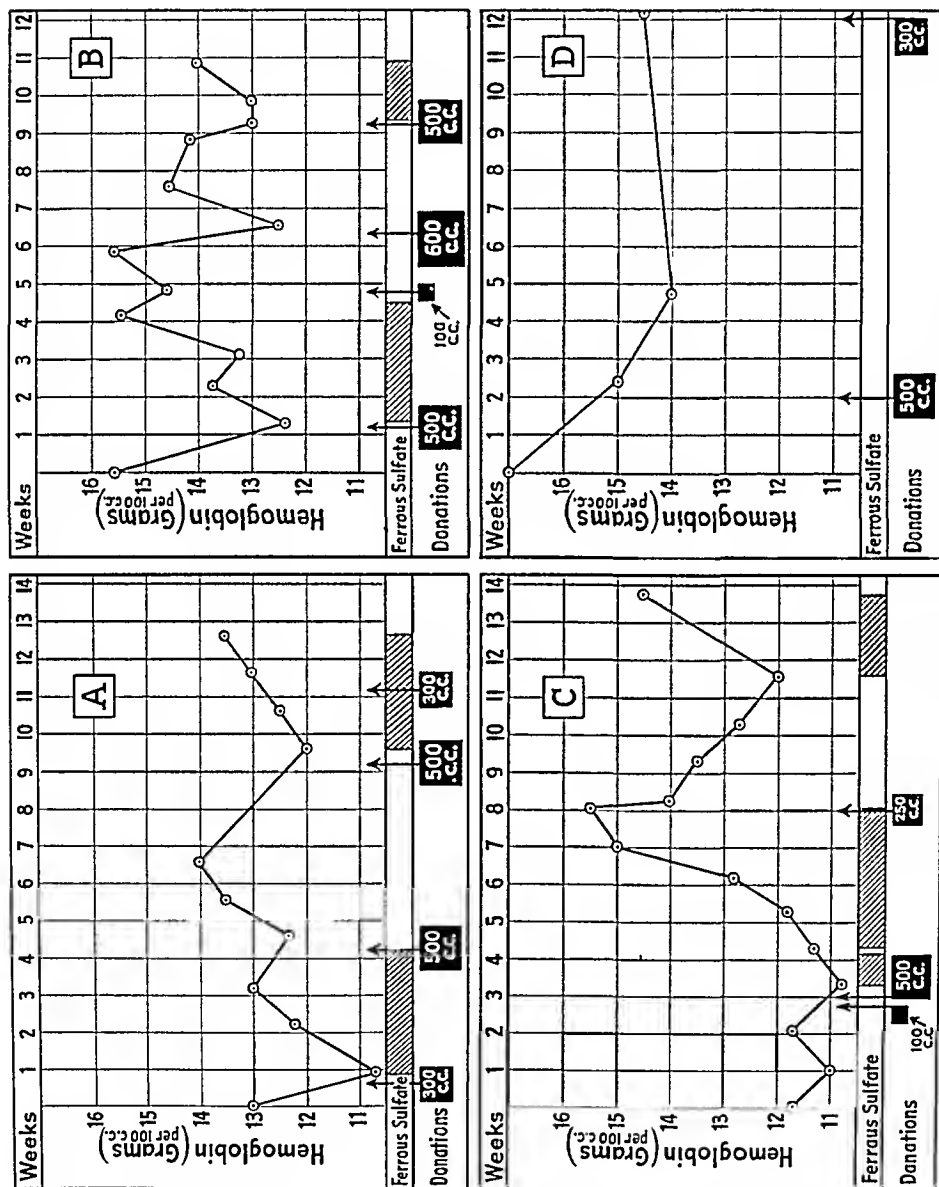 A
Weeks 1 2 3 4 5 6 7 8 9 10 11 12 13 14
16
15
14
13
12
11
Hemoglobin (Grams per 100 c.c.)
Ferrous Sulfate
Donations
300 c.c.
500 c.c.
500 .c.c.
300 c.c.
B
Weeks 1 2 3 4 5 6 7 8 9 10 11 12
16
15
14
13
12
11
Hemoglobin (Grams per 100 c.c.)
Ferrous Sulfate
Donations
500 c.c.
100 c.c.
600 c.c.
500 c.c.
C
Weeks 1 2 3 4 5 6 7 8 9 10 11 12 13 14
16
15
14
13
12
11
Hemoglobin (Grams per 100 c.c.)
Ferrous Sulfate
Donations
100 c.c.
500 c.c.
250 c.c.
D
Weeks 1 2 3 4 5 6 7 8 9 10 11 12
16
15
14
13
12
11
Hemoglobin (Grams per 100 c.c.)
Ferrous Sulfate
Donations
500 c.c.
300 c.c.